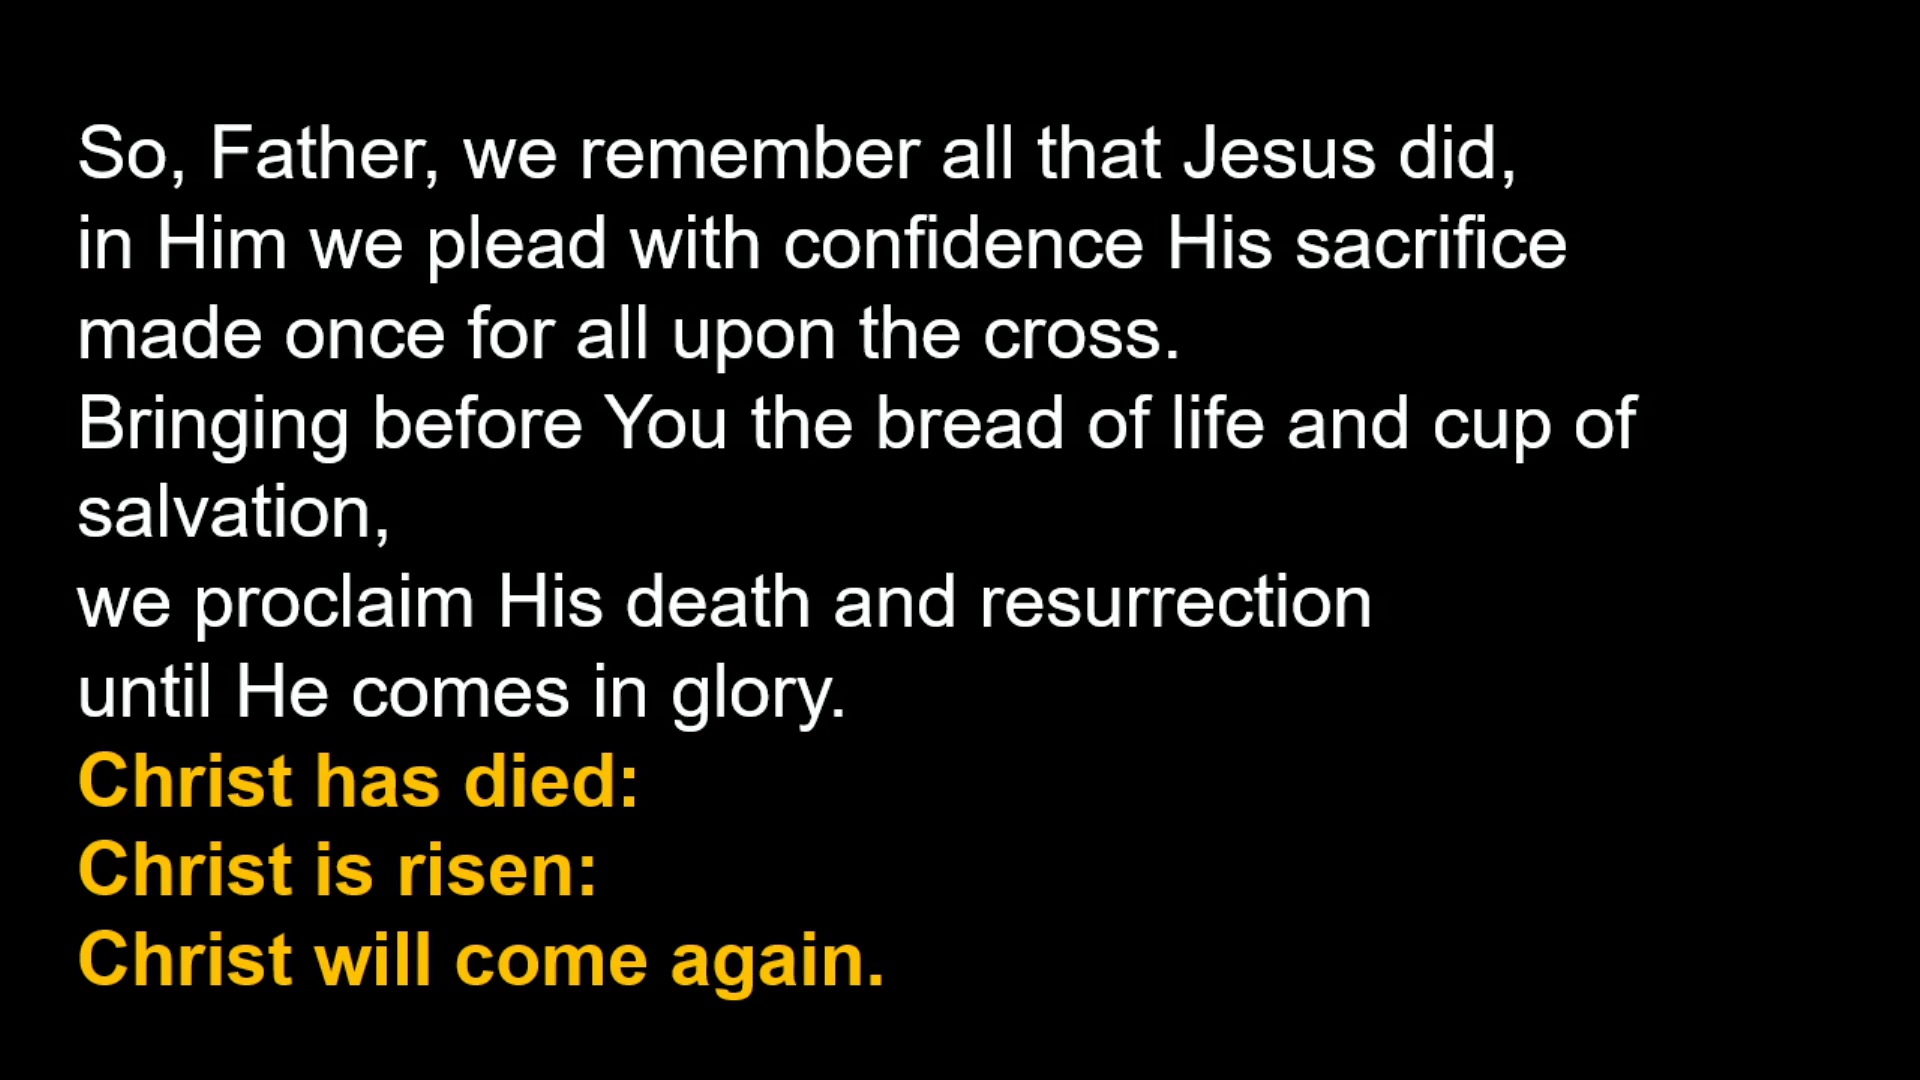 So, Father, we remember all that Jesus did,
in Him we plead with confidence His sacrifice
made once for all upon the cross.
Bringing before You the bread of life and cup of
salvation,
we proclaim His death and resurrection
until He comes in glory.
Christ has died:
Christ is risen:
Christ will come again.